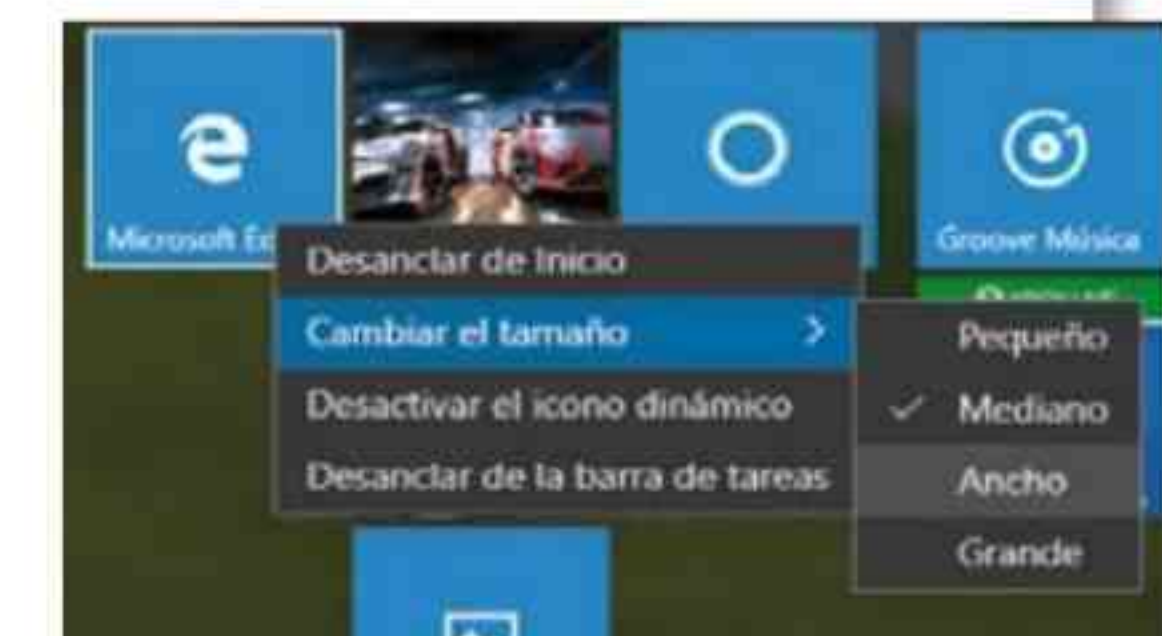 Microsoft
Groove Música
Desanclar de Inicio
Cambiar el tamaño
Desactivar el icono dinámico
Desanclar de la barra de tareas
Pequeño
Mediano
Ancho
Grande